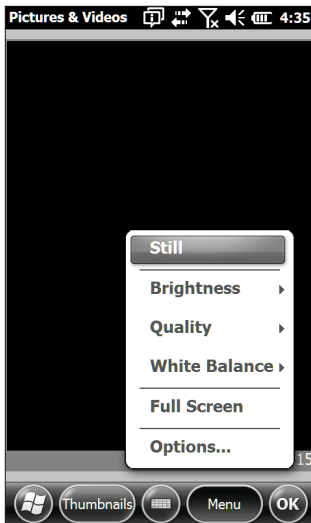 Pictures & Videos 4:35
Still
Brightness
Quality
White Balance
Full Screen
Options...
15
Thumbnails Menu OK